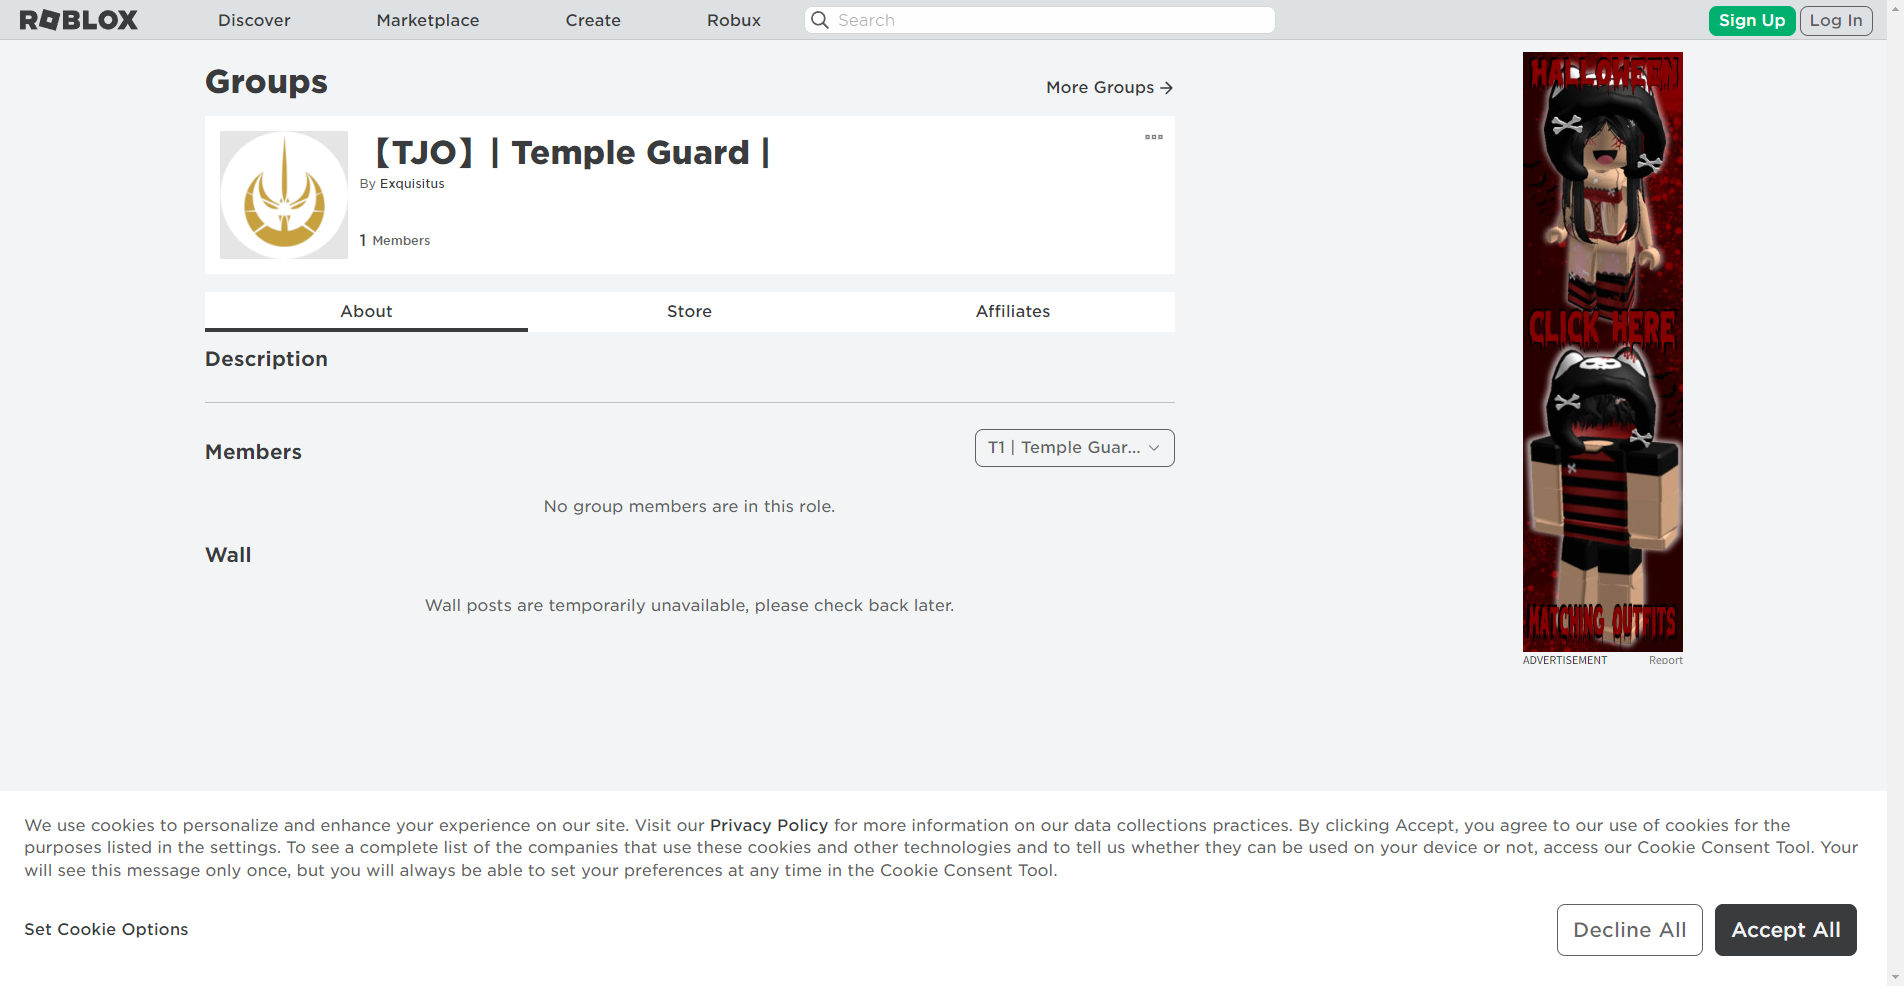 ROBLOX
Discover
Marketplace
Create
Robux
Search
Sign Up
Log In
Groups
More Groups
【TJO】| Temple Guard |
By Exquisitus
1 Members
About
Store
Affiliates
Description
Members
T1 | Temple Guar...
No group members are in this role.
Wall
Wall posts are temporarily unavailable, please check back later.
HALLOWEEN
CLICK HERE
MATCHING OUTFITS
ADVERTISEMENT
Report
We use cookies to personalize and enhance your experience on our site. Visit our Privacy Policy for more information on our data collections practices. By clicking Accept, you agree to our use of cookies for the
purposes listed in the settings. To see a complete list of the companies that use these cookies and other technologies and to tell us whether they can be used on your device or not, access our Cookie Consent Tool. Your
will see this message only once, but you will always be able to set your preferences at any time in the Cookie Consent Tool.
Set Cookie Options
Decline All
Accept All